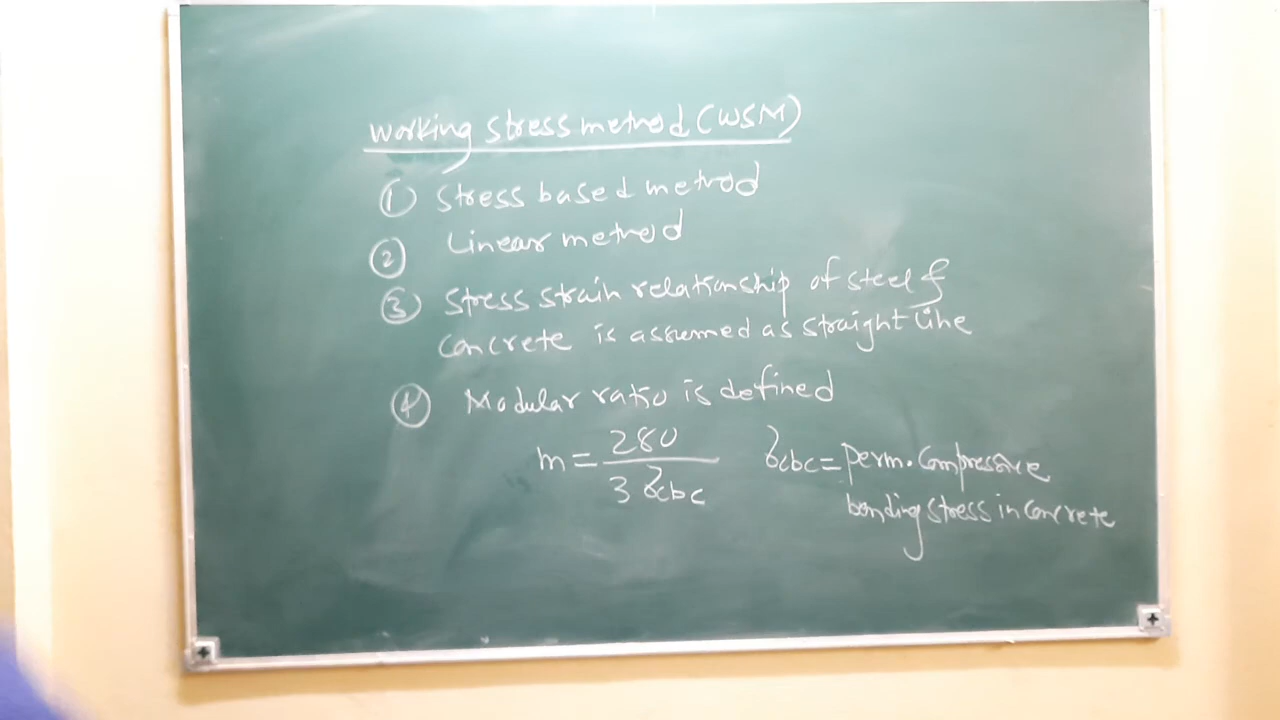 Working stress method (WSM)
① Stress based method
② Linear method
③ Stress strain relationship of steel &
concrete is assumed as straight line
④ Modular ratio is defined
m = 280 / 3 σcbc   σcbc = perm. compressive
bending stress in concrete